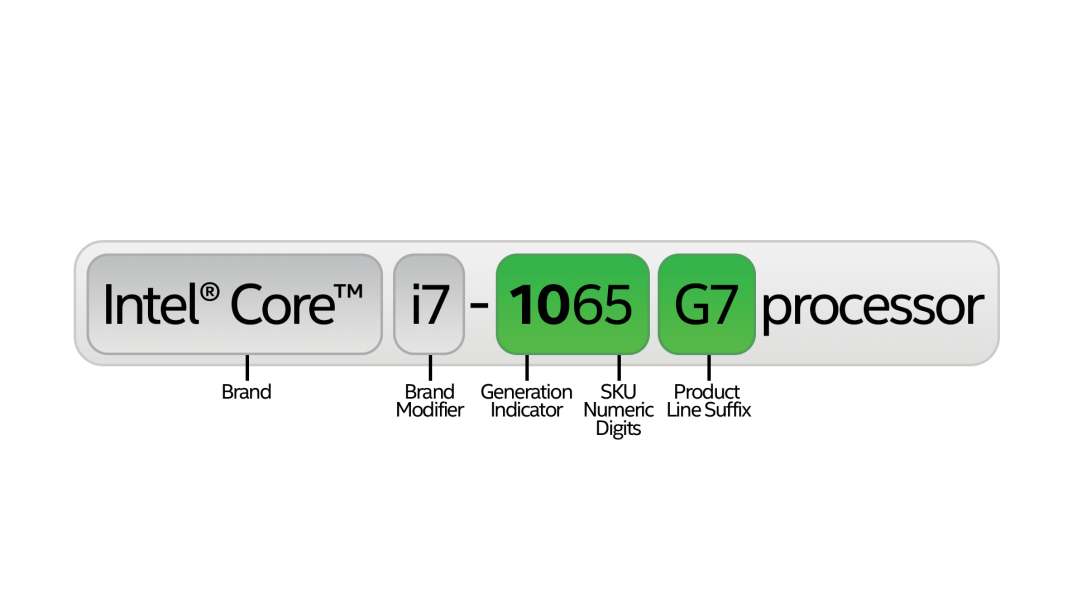 Intel® Core™ i7 - 1065 G7 processor
Brand
Brand
Modifier
Generation
Indicator
SKU
Numeric
Digits
Product
Line Suffix